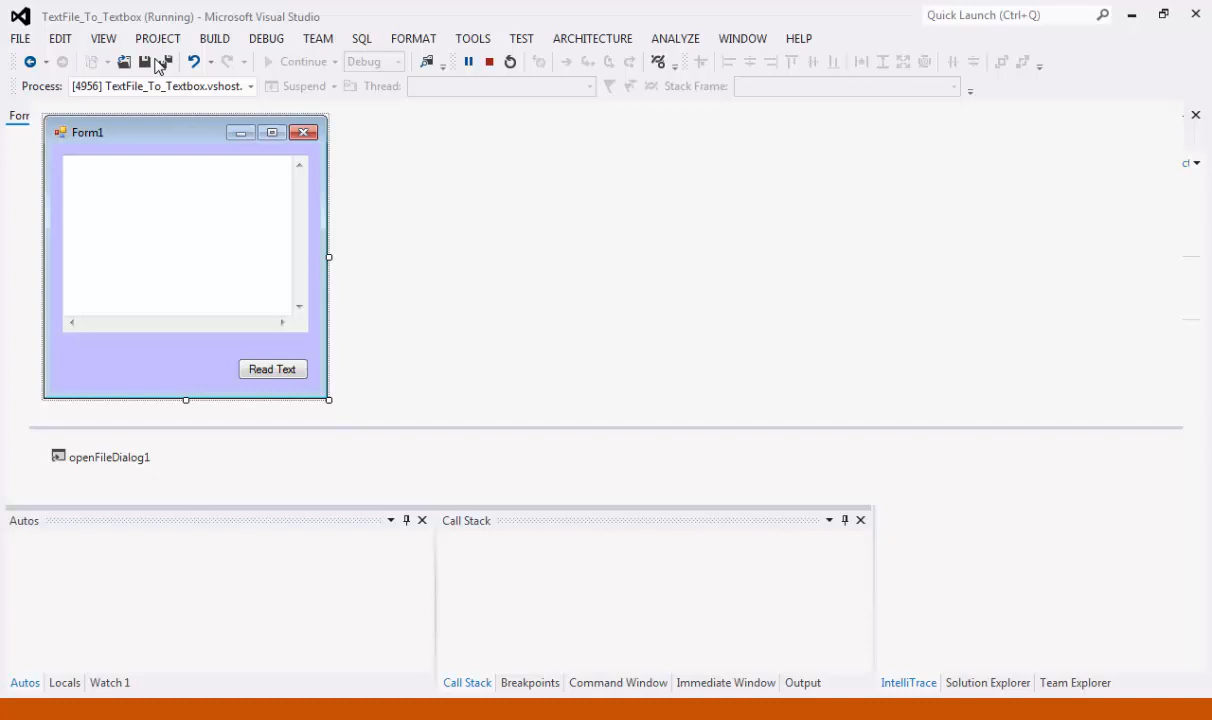 TextFile_To_Textbox (Running) - Microsoft Visual Studio
Quick Launch (Ctrl+Q)
FILE EDIT VIEW PROJECT BUILD DEBUG TEAM SQL FORMAT TOOLS TEST ARCHITECTURE ANALYZE WINDOW HELP
Continue Debug
Process: [4956] TextFile_To_Textbox.vshost. Suspend Thread: Stack Frame:
Forr
Form1
Read Text
openFileDialog1
Autos
Call Stack
Autos Locals Watch 1
Call Stack Breakpoints Command Window Immediate Window Output
IntelliTrace Solution Explorer Team Explorer